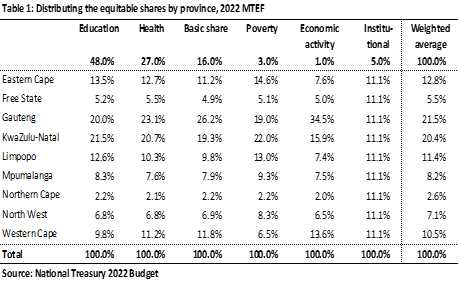 Table 1: Distributing the equitable shares by province, 2022 MTEF
Education Health Basic share Poverty Economic activity Institu-tional Weighted average
48.0% 27.0% 16.0% 3.0% 1.0% 5.0% 100.0%
Eastern Cape 13.5% 12.7% 11.2% 14.6% 7.6% 11.1% 12.8%
Free State 5.2% 5.5% 4.9% 5.1% 5.0% 11.1% 5.5%
Gauteng 20.0% 23.1% 26.2% 19.0% 34.5% 11.1% 21.5%
KwaZulu-Natal 21.5% 20.7% 19.3% 22.0% 15.9% 11.1% 20.4%
Limpopo 12.6% 10.3% 9.8% 13.0% 7.4% 11.1% 11.4%
Mpumalanga 8.3% 7.6% 7.9% 9.3% 7.5% 11.1% 8.2%
Northern Cape 2.2% 2.1% 2.2% 2.2% 2.0% 11.1% 2.6%
North West 6.8% 6.8% 6.9% 8.3% 6.5% 11.1% 7.1%
Western Cape 9.8% 11.2% 11.8% 6.5% 13.6% 11.1% 10.5%
Total 100.0% 100.0% 100.0% 100.0% 100.0% 100.0% 100.0%
Source: National Treasury 2022 Budget